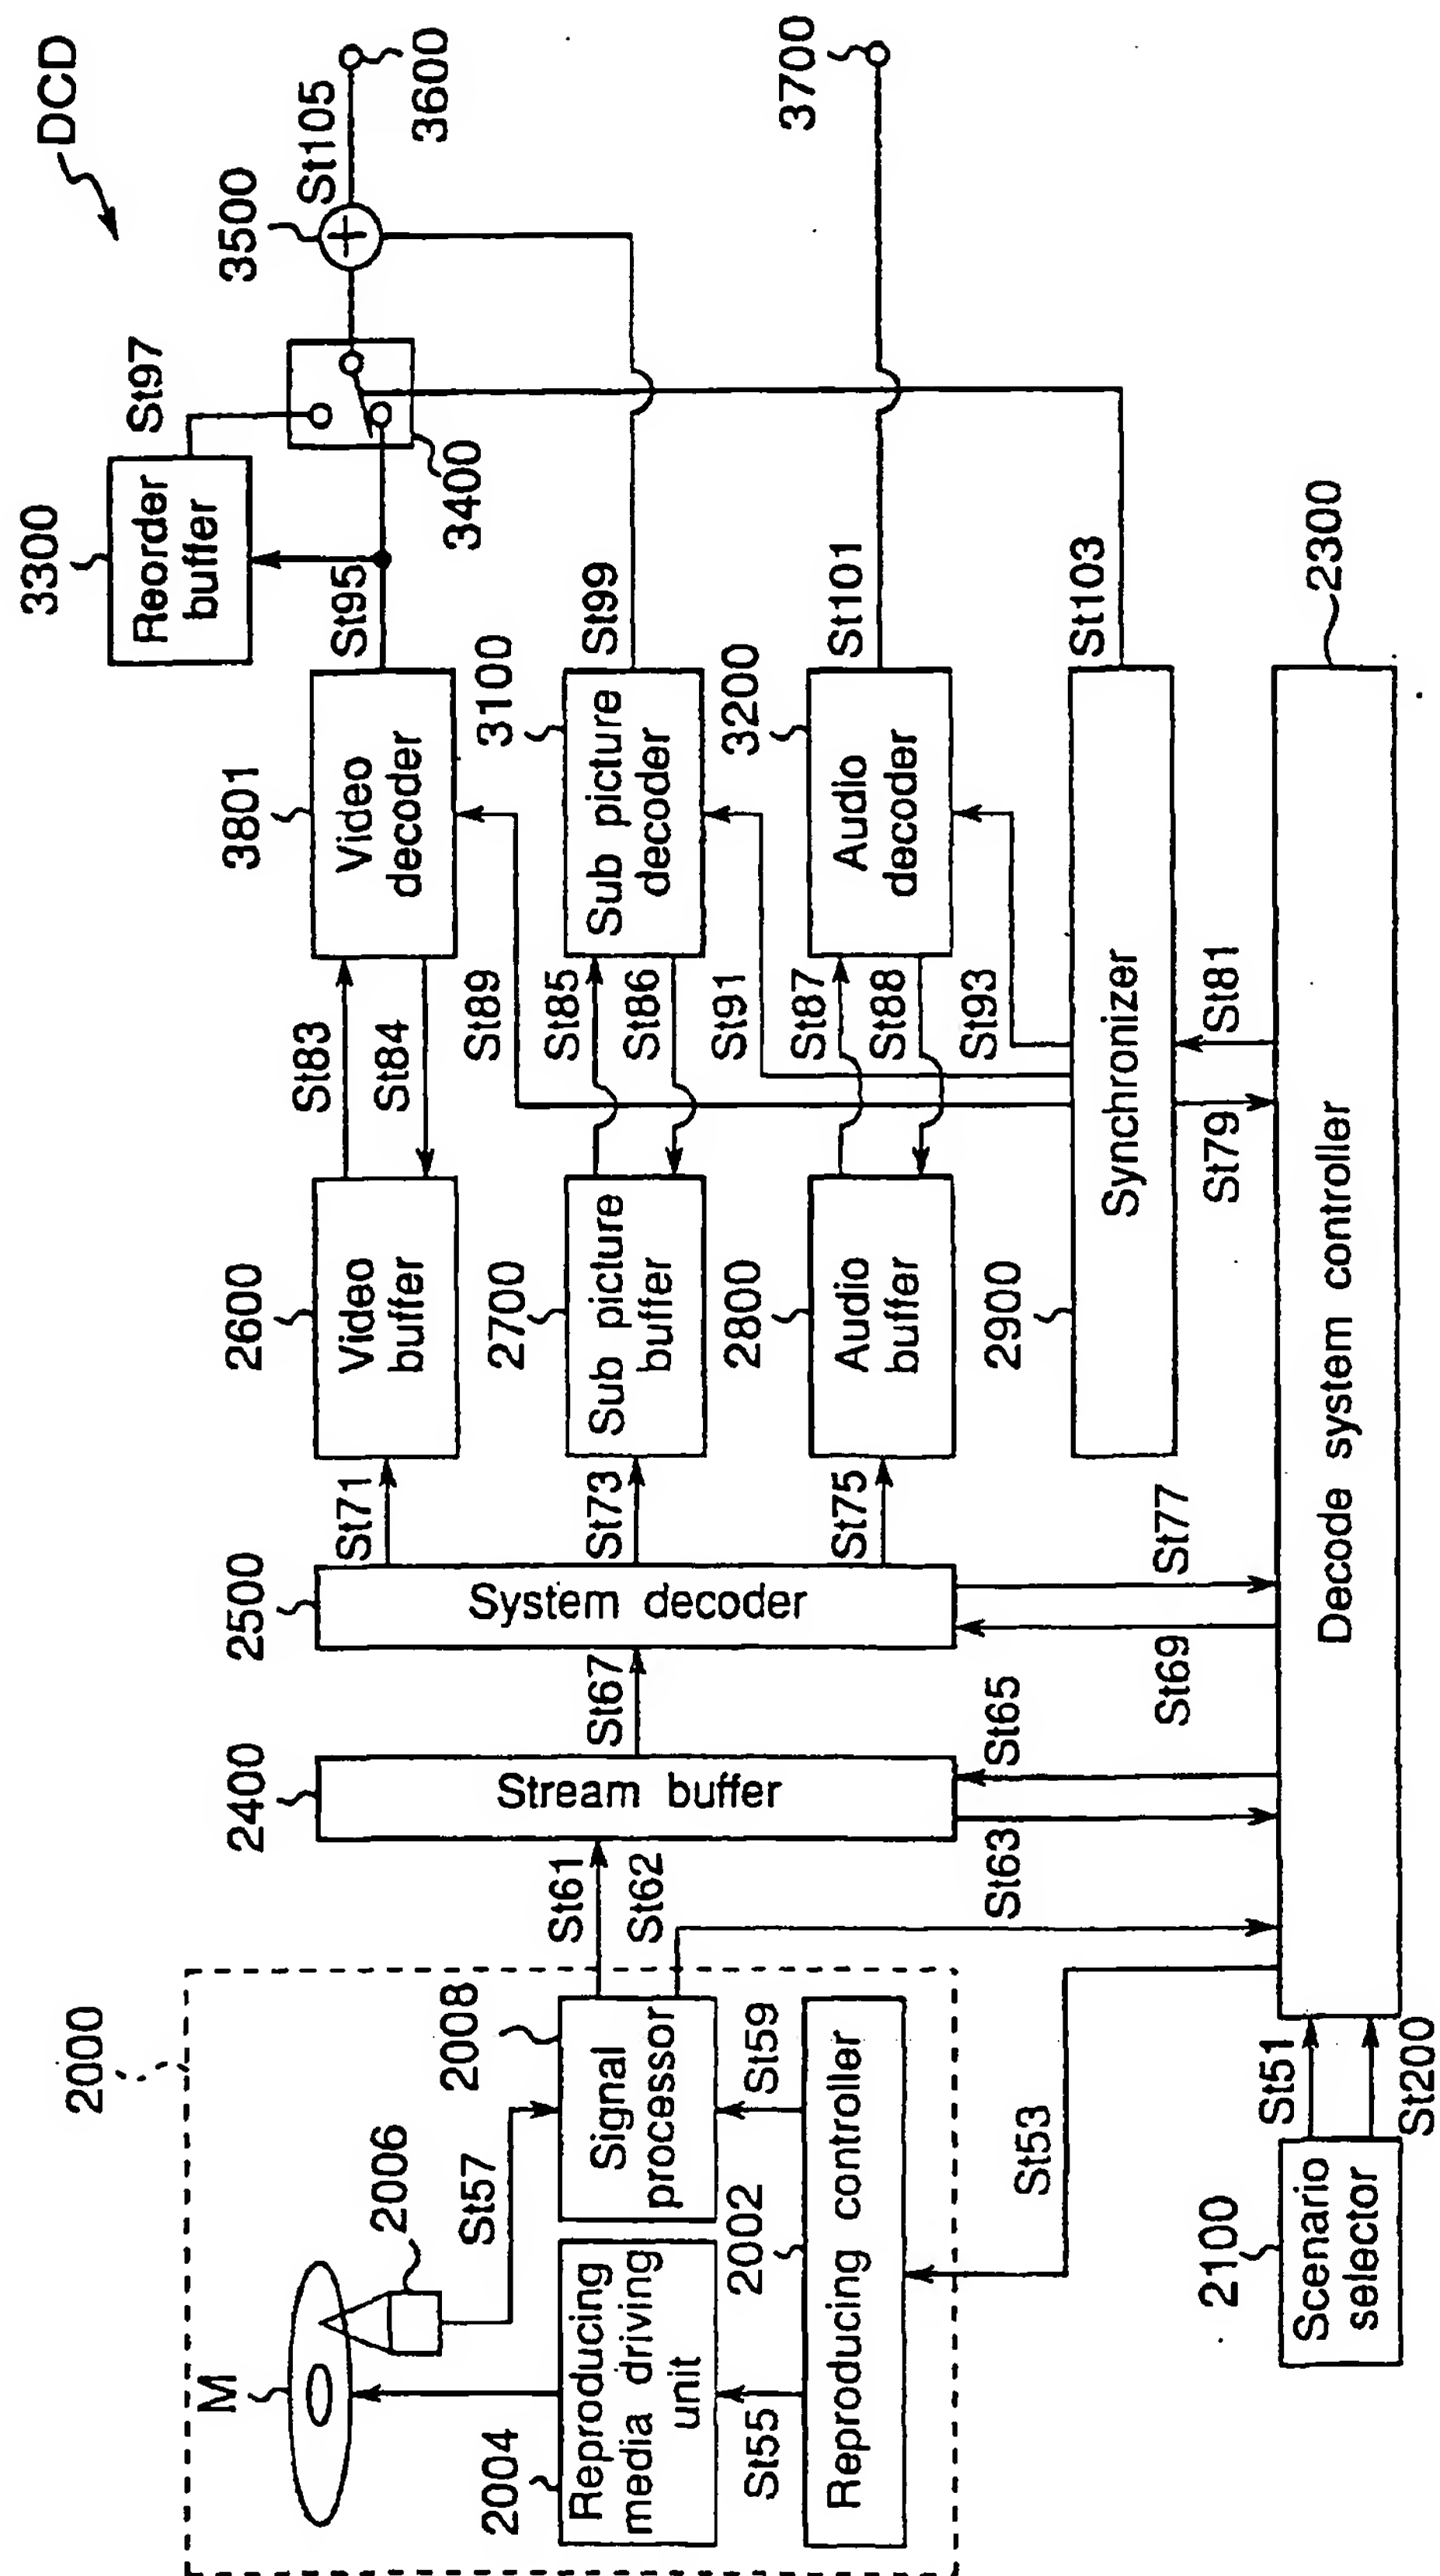 DCD
3300
Reorder
buffer
St97
3500
St105
3600
3700
3400
St95
3801
Video
decoder
3100
Sub picture
decoder
St99
3200
Audio
decoder
St101
St103
2300
St83
St84
St89
St85
St86
St91
St87
St88
St93
St81
St79
2600
Video
buffer
2700
Sub picture
buffer
2800
Audio
buffer
2900
Synchronizer
Decode system controller
St71
St73
St75
St77
2500
System decoder
St69
St67
St65
2400
Stream buffer
St63
St61
St62
2000
2008
Signal
processor
St59
2006
St57
M
2002
Reproducing controller
2004
Reproducing
media driving
unit
St55
St53
St51
St200
2100
Scenario
selector